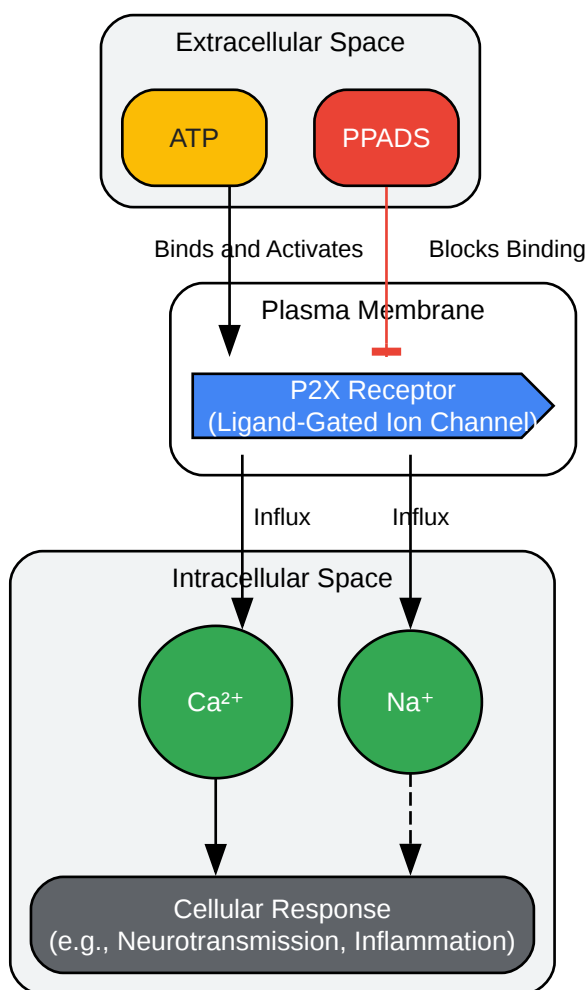 Extracellular Space
ATP
PPADS
Binds and Activates
Blocks Binding
Plasma Membrane
P2X Receptor
(Ligand-Gated Ion Channel)
Influx
Influx
Intracellular Space
Ca²⁺
Na⁺
Cellular Response
(e.g., Neurotransmission, Inflammation)